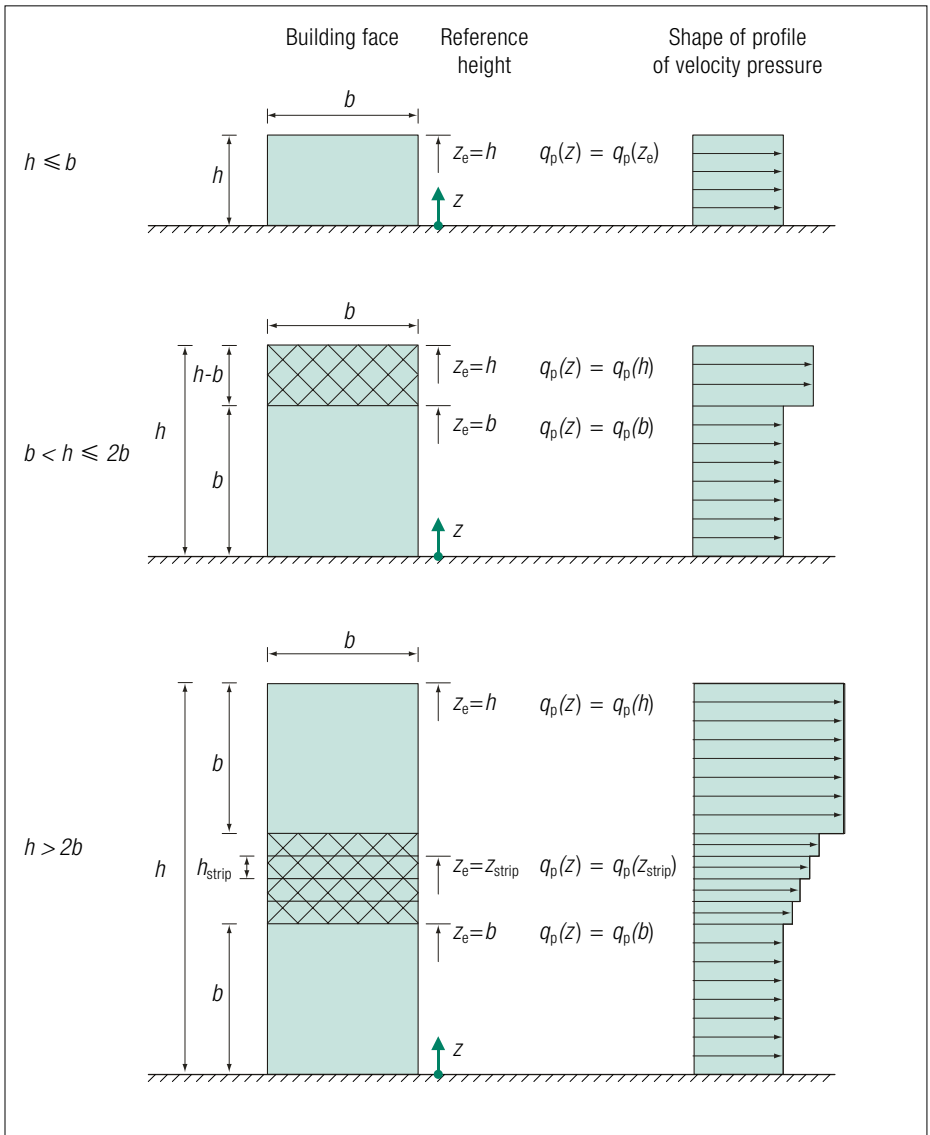 Building face
Reference height
Shape of profile of velocity pressure
b
h ≤ b
h
z_e=h
q_p(z) = q_p(z_e)
z
b
b < h ≤ 2b
h
h-b
b
z_e=h
q_p(z) = q_p(h)
z_e=b
q_p(z) = q_p(b)
z
b
h > 2b
h
b
h_strip
b
z_e=h
q_p(z) = q_p(h)
z_e=z_strip
q_p(z) = q_p(z_strip)
z_e=b
q_p(z) = q_p(b)
z